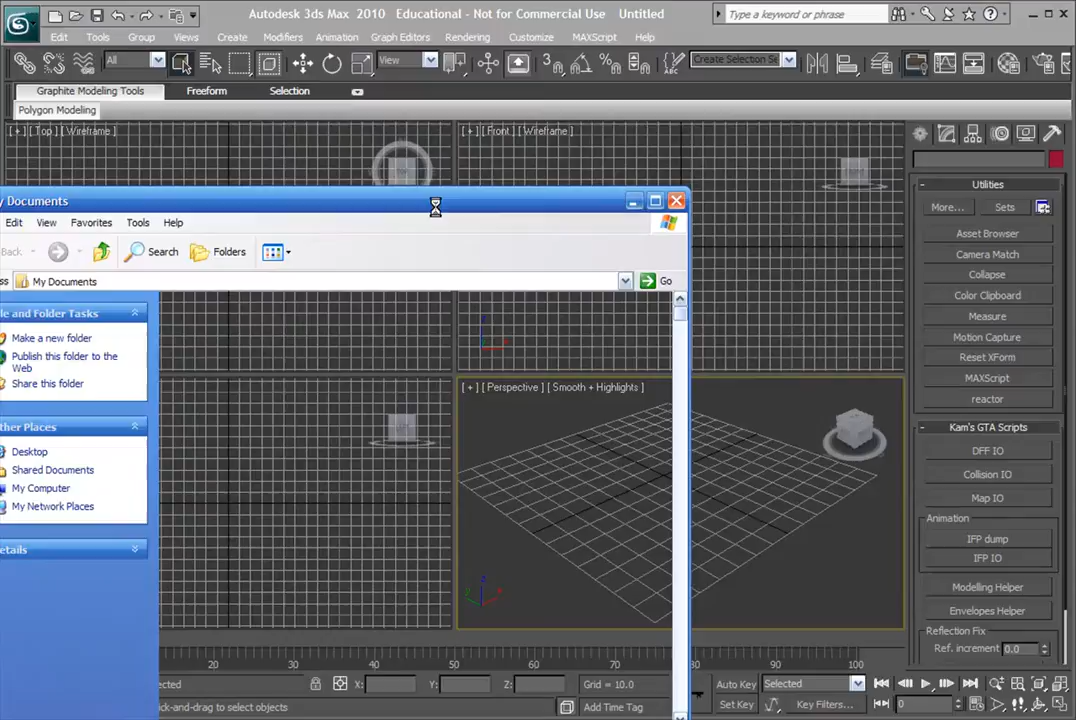 Autodesk 3ds Max 2010 Educational - Not for Commercial Use Untitled
Type a keyword or phrase
Edit Tools Group Views Create Modifiers Animation Graph Editors Rendering Customize MAXScript Help
All View Create Selection Se
Graphite Modeling Tools Freeform Selection
Polygon Modeling
[ + ] [ Top ] [ Wireframe ] [ + ] [ Front ] [ Wireframe ]
y Documents
Edit View Favorites Tools Help
Back Search Folders
ss My Documents Go
le and Folder Tasks
Make a new folder
Publish this folder to the
Web
Share this folder
ther Places
Desktop
Shared Documents
My Computer
My Network Places
etails
[ + ] [ Perspective ] [ Smooth + Highlights ]
Utilities
More... Sets
Asset Browser
Camera Match
Collapse
Color Clipboard
Measure
Motion Capture
Reset XForm
MAXScript
reactor
Kam's GTA Scripts
DFF IO
Collision IO
Map IO
Animation
IFP dump
IFP IO
Modelling Helper
Envelopes Helper
Reflection Fix
Ref. increment 0.0
20 30 40 50 60 70 80 90 100
ected X: Y: Z: Grid = 10.0 Auto Key Selected
ick-and-drag to select objects Add Time Tag Set Key Key Filters... 0